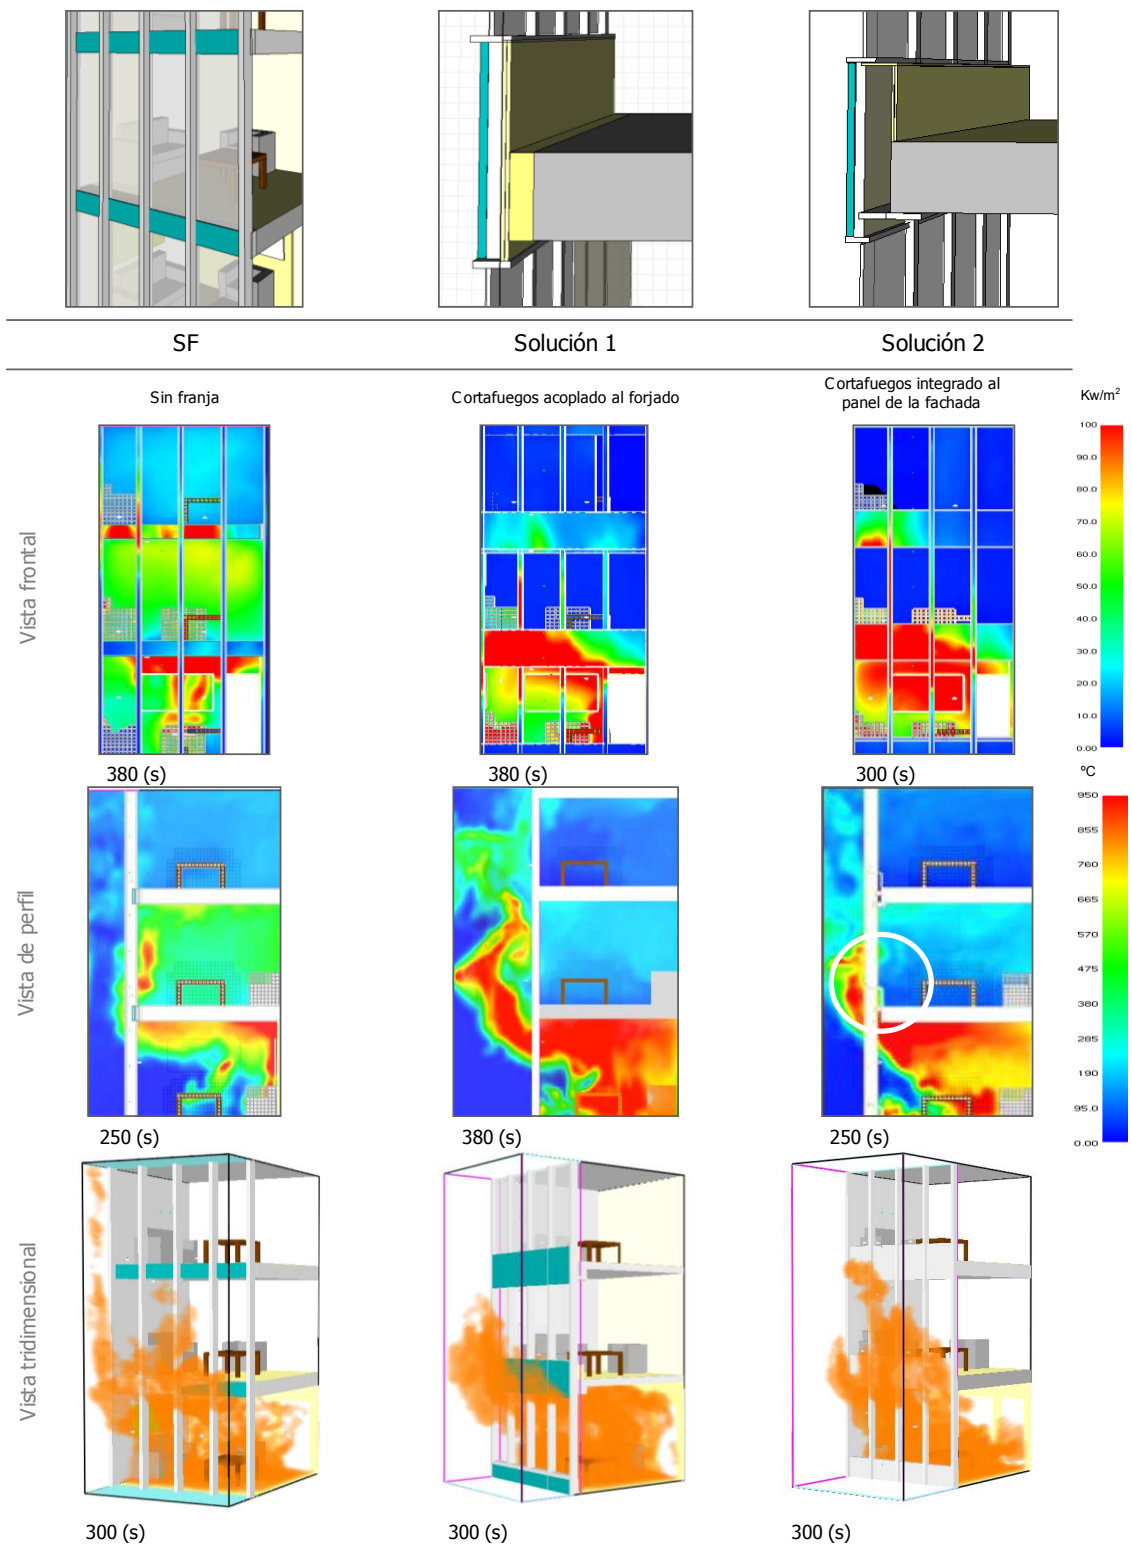 SF
Solución 1
Solución 2
Sin franja
Cortafuegos acoplado al forjado
Cortafuegos integrado al
panel de la fachada
Kw/m²
Vista frontal
100
90.0
80.0
70.0
60.0
50.0
40.0
30.0
20.0
10.0
0.00
380 (s)
380 (s)
300 (s)
ºC
Vista de perfil
950
855
760
665
570
475
380
285
190
95.0
0.00
250 (s)
380 (s)
250 (s)
Vista tridimensional
300 (s)
300 (s)
300 (s)